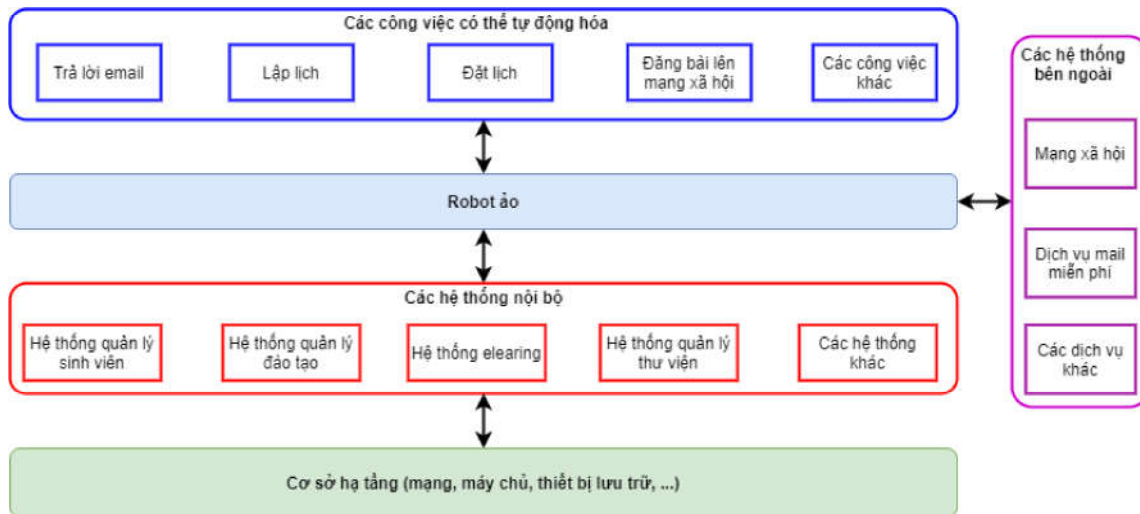 Các công việc có thể tự động hóa
Trả lời email
Lập lịch
Đặt lịch
Đăng bài lên
mạng xã hội
Các công việc
khác
Robot ảo
Các hệ thống nội bộ
Hệ thống quản lý
sinh viên
Hệ thống quản lý
đáo tạo
Hệ thống elearing
Hệ thống quản lý
thư viện
Các hệ thống
khác
Cơ sở hạ tầng (mạng, máy chủ, thiết bị lưu trữ, ...)
Các hệ thống
bên ngoài
Mạng xã hội
Dịch vụ mail
miễn phí
Các dịch vụ
khác